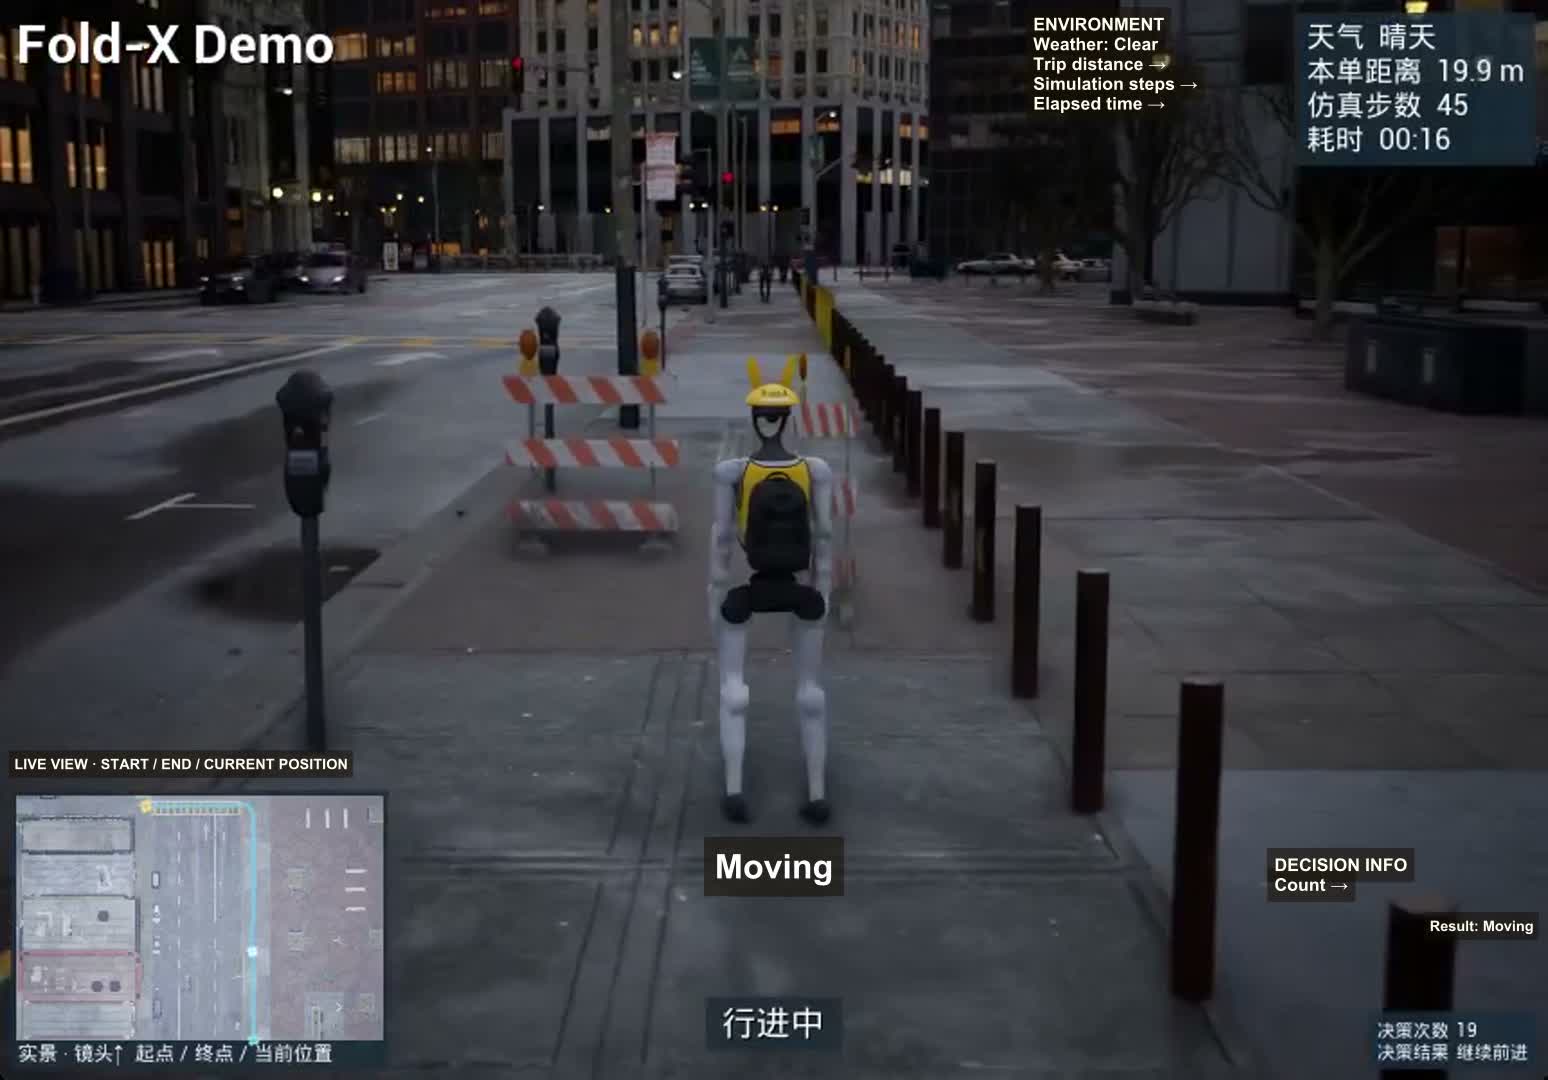 Fold-X Demo
ENVIRONMENT
Weather: Clear
Trip distance →
Simulation steps →
Elapsed time →
天气 晴天
本单距离 19.9 m
仿真步数 45
耗时 00:16
LIVE VIEW · START / END / CURRENT POSITION
Moving
DECISION INFO
Count →
Result: Moving
行进中
实景 · 镜头↑ 起点 / 终点 / 当前位置
决策次数 19
决策结果 继续前进